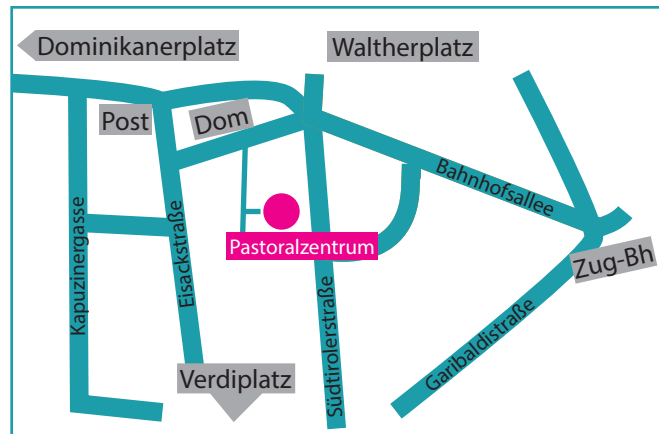 Dominikanerplatz
Waltherplatz
Post
Dom
Bahnhofsallee
Kapuzinergasse
Eisackstraße
Pastoralzentrum
Zug-Bh
Südtirolerstraße
Garibaldistraße
Verdiplatz